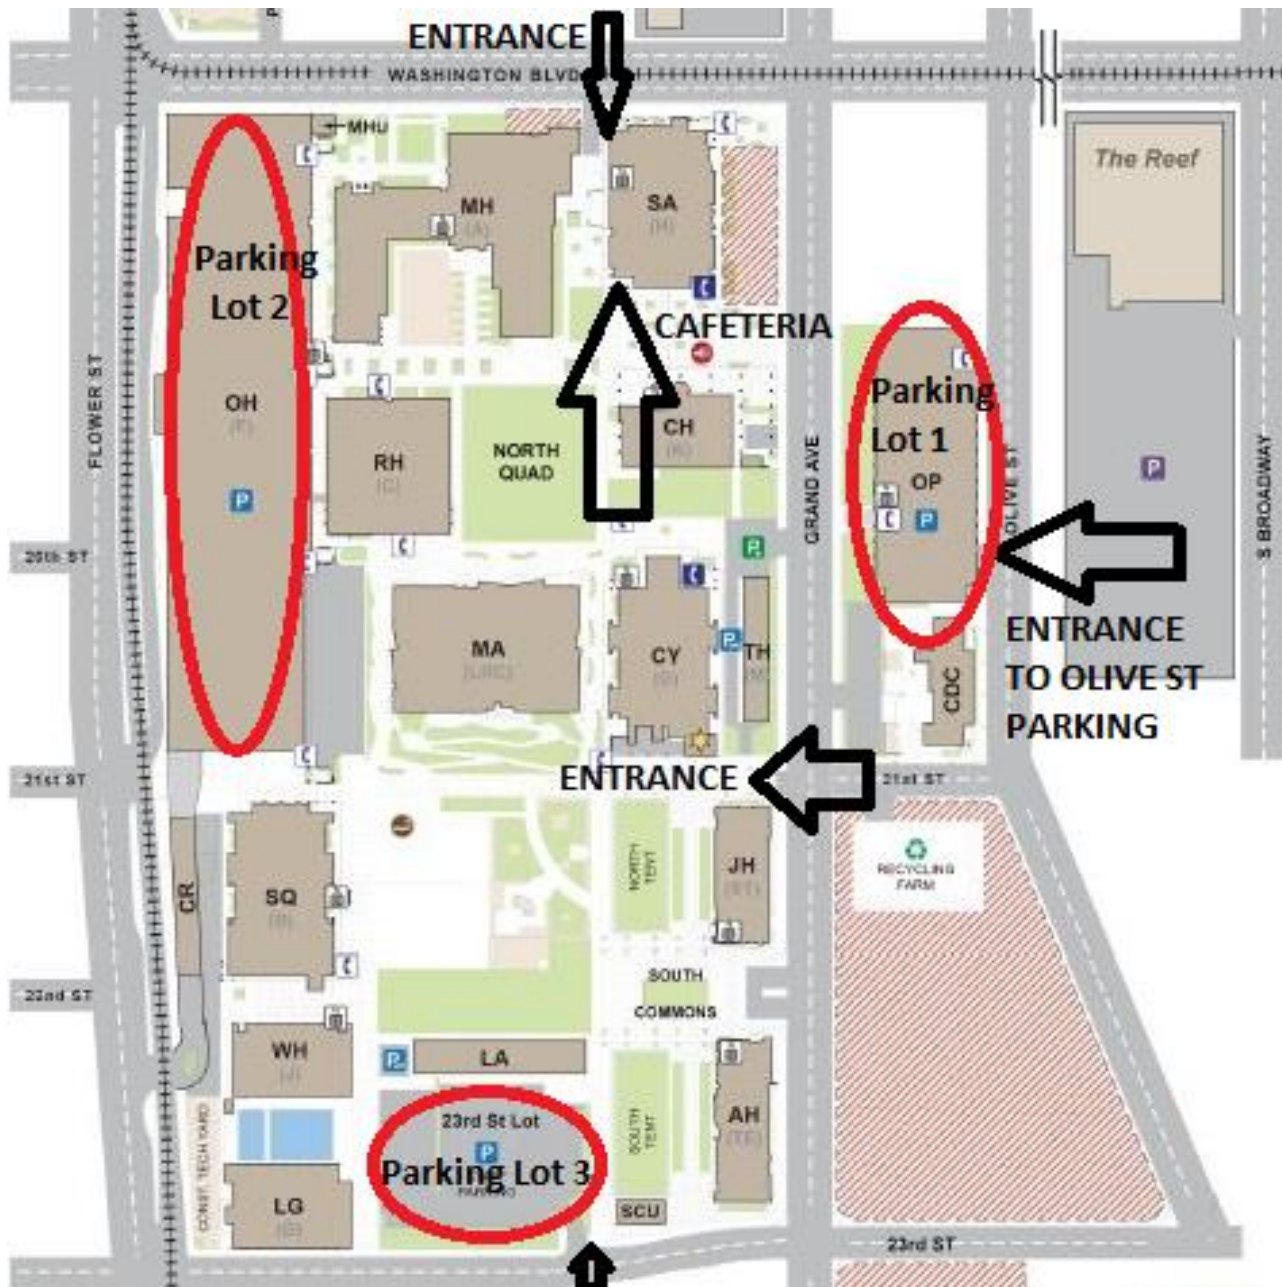 ENTRANCE
WASHINGTON BLVD
MHU
The Reef
MH
(A)
SA
(H)
Parking
Lot 2
CAFETERIA
FLOWER ST
OH
Parking
Lot 1
CH
(K)
RH
(C)
NORTH
QUAD
GRAND AVE
OP
P
P
P
OLIVE ST
S BROADWAY
20th ST
P
P
MA
(LRC)
CY
TH
CDC
ENTRANCE
TO OLIVE ST
PARKING
21st ST
ENTRANCE
21st ST
NORTH
TENT
JH
RECYCLING
FARM
CR
SQ
SOUTH
COMMONS
22nd ST
WH
(J)
P
LA
CONST. TECH YARD
23rd St Lot
P
Parking Lot 3
PARKING
SOUTH
TENT
AH
(TE)
LG
SCU
23rd ST